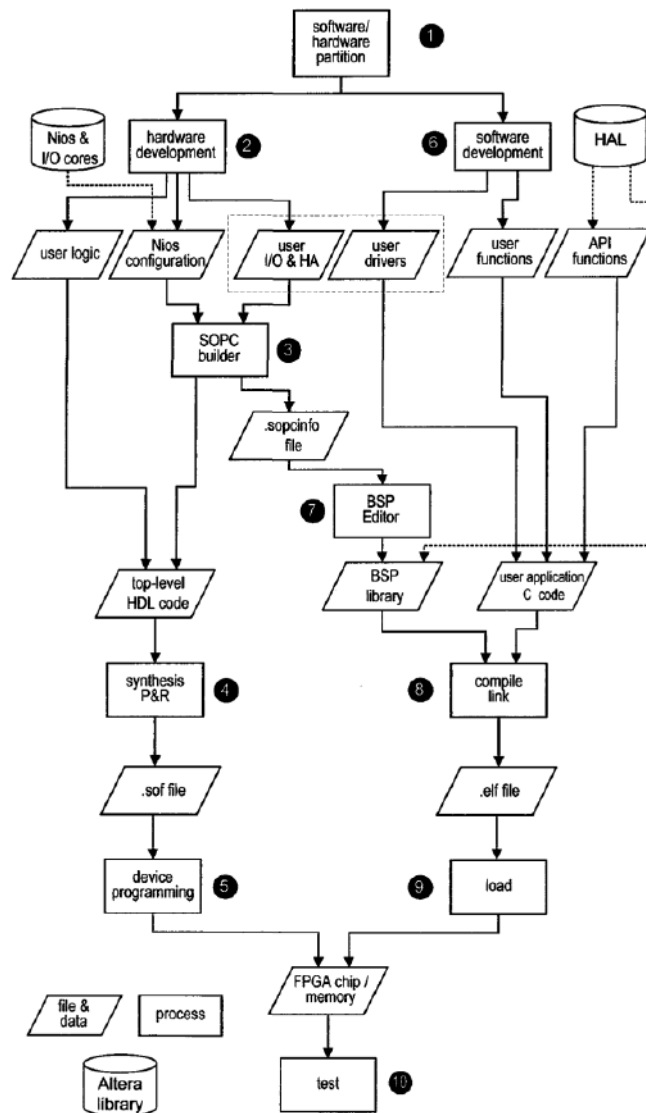 software/
hardware
partition
1
Nios &
I/O cores
hardware
development
2
6
software
development
HAL
user logic
Nios
configuration
user
I/O & HA
user
drivers
user
functions
API
functions
SOPC
builder
3
.sopcinfo
file
7
BSP
Editor
top-level
HDL code
BSP
library
user application
C code
synthesis
P&R
4
8
compile
link
.sof file
.elf file
device
programming
5
9
load
FPGA chip /
memory
file &
data
process
Altera
library
test
10